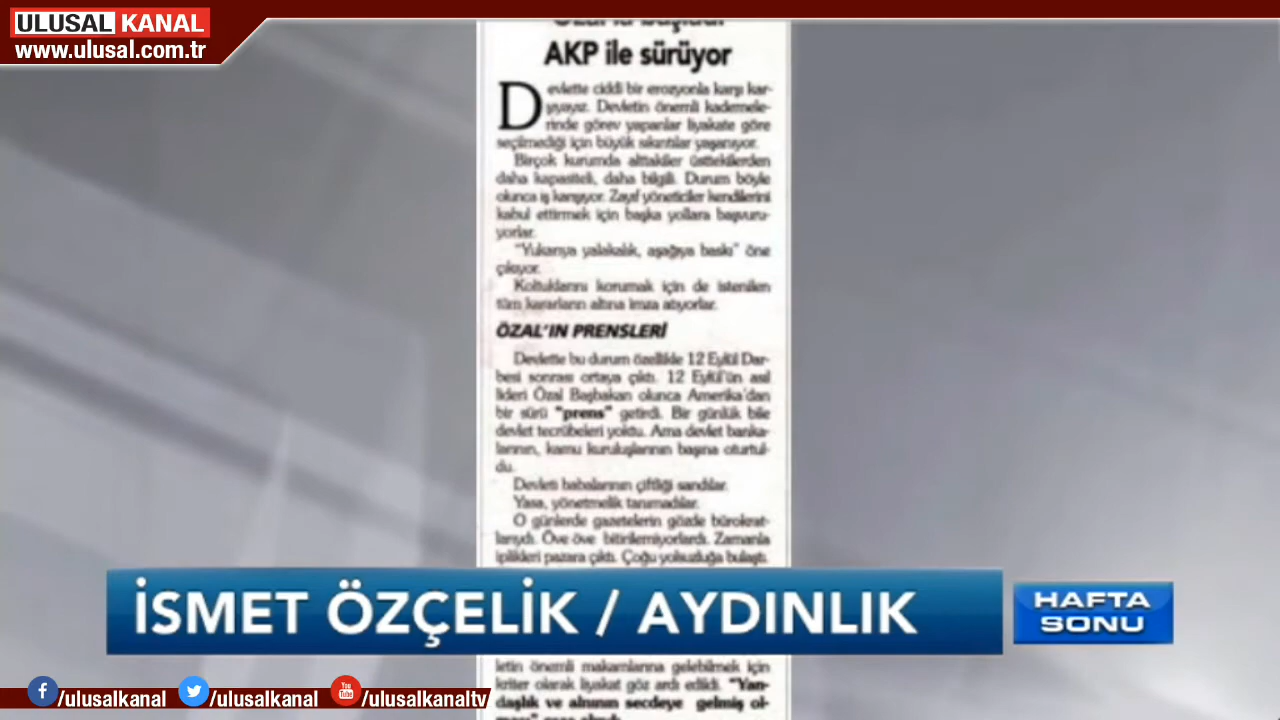 ULUSAL KANAL
www.ulusal.com.tr
AKP ile sürüyor
Devlette ciddi bir erozyonla karşı kar-
şıyayız. Devletin önemli kademele-
rinde görev yapanlar liyakate göre
seçilmediği için büyük sıkıntılar yaşanıyor.
Birçok kurumda alttakiler üsttekilerden
daha kapasiteli, daha bilgili. Durum böyle
olunca iş karışıyor. Zayıf yöneticiler kendilerini
kabul ettirmek için başka yollara başvuru-
yorlar.
"Yukarıya yalakalık, aşağıya baskı" öne
çıkıyor.
Koltuklarını korumak için de istenilen
tüm kararların altına imza atıyorlar.
ÖZAL'IN PRENSLERİ
Devlette bu durum özellikle 12 Eylül Dar-
besi sonrası ortaya çıktı. 12 Eylül'ün asıl
lideri Özal Başbakan olunca Amerika'dan
bir sürü "prens" getirdi. Bir günlük bile
devlet tecrübeleri yoktu. Ama devlet banka-
larının, kamu kuruluşlarının başına oturtul-
du.
Devleti babalarının çiftliği sandılar.
Yasa, yönetmelik tanımadılar.
O günlerde gazetelerin gözde bürokrat-
larıydı. Öve öve bitirilemiyorlardı. Zamanla
iplikleri pazara çıktı. Çoğu yolsuzluğa bulaştı.
İSMET ÖZÇELİK / AYDINLIK
HAFTA
SONU
letin önemli makamlarına gelebilmek için
kriter olarak liyakat göz ardı edildi. "Yan-
daşlık ve alnının secdeye gelmiş ol-
/ulusalkanal
/ulusalkanal
You
Tube
/ulusalkanaltv